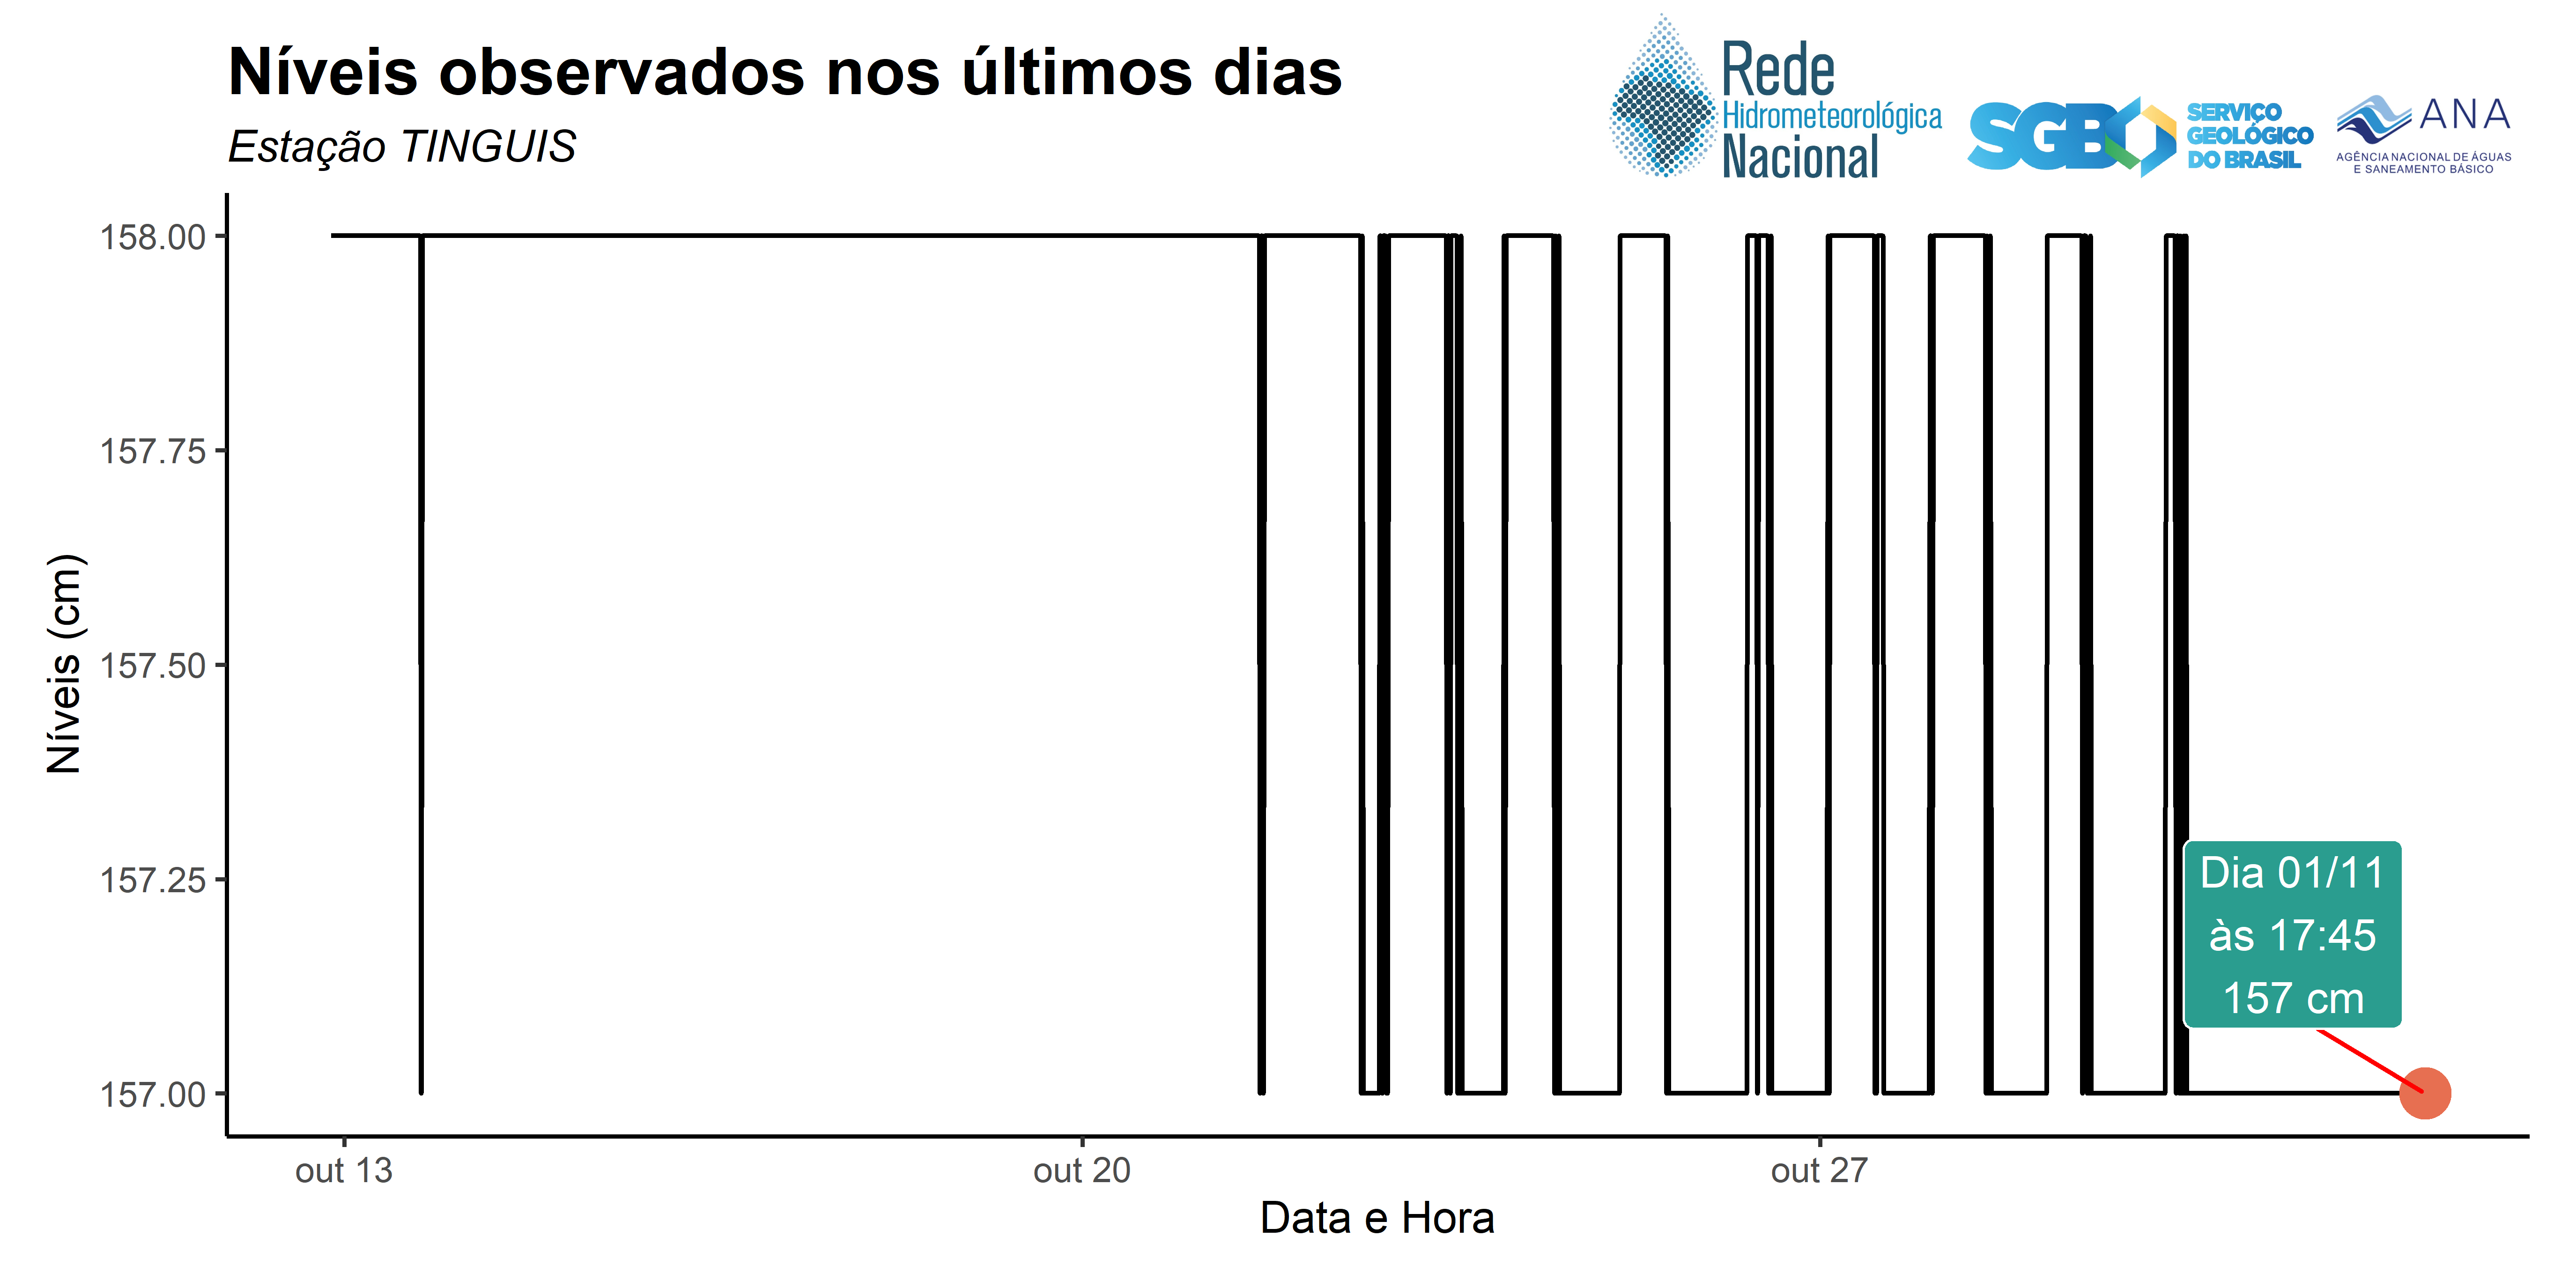 Níveis observados nos últimos dias
Estação TINGUIS
Rede
Hidrometeorológica
Nacional
SGB
SERVIÇO
GEOLÓGICO
DO BRASIL
ANA
AGÊNCIA NACIONAL DE ÁGUAS
E SANEAMENTO BÁSICO
Níveis (cm)
158.00
157.75
157.50
157.25
157.00
Dia 01/11
às 17:45
157 cm
out 13
out 20
out 27
Data e Hora